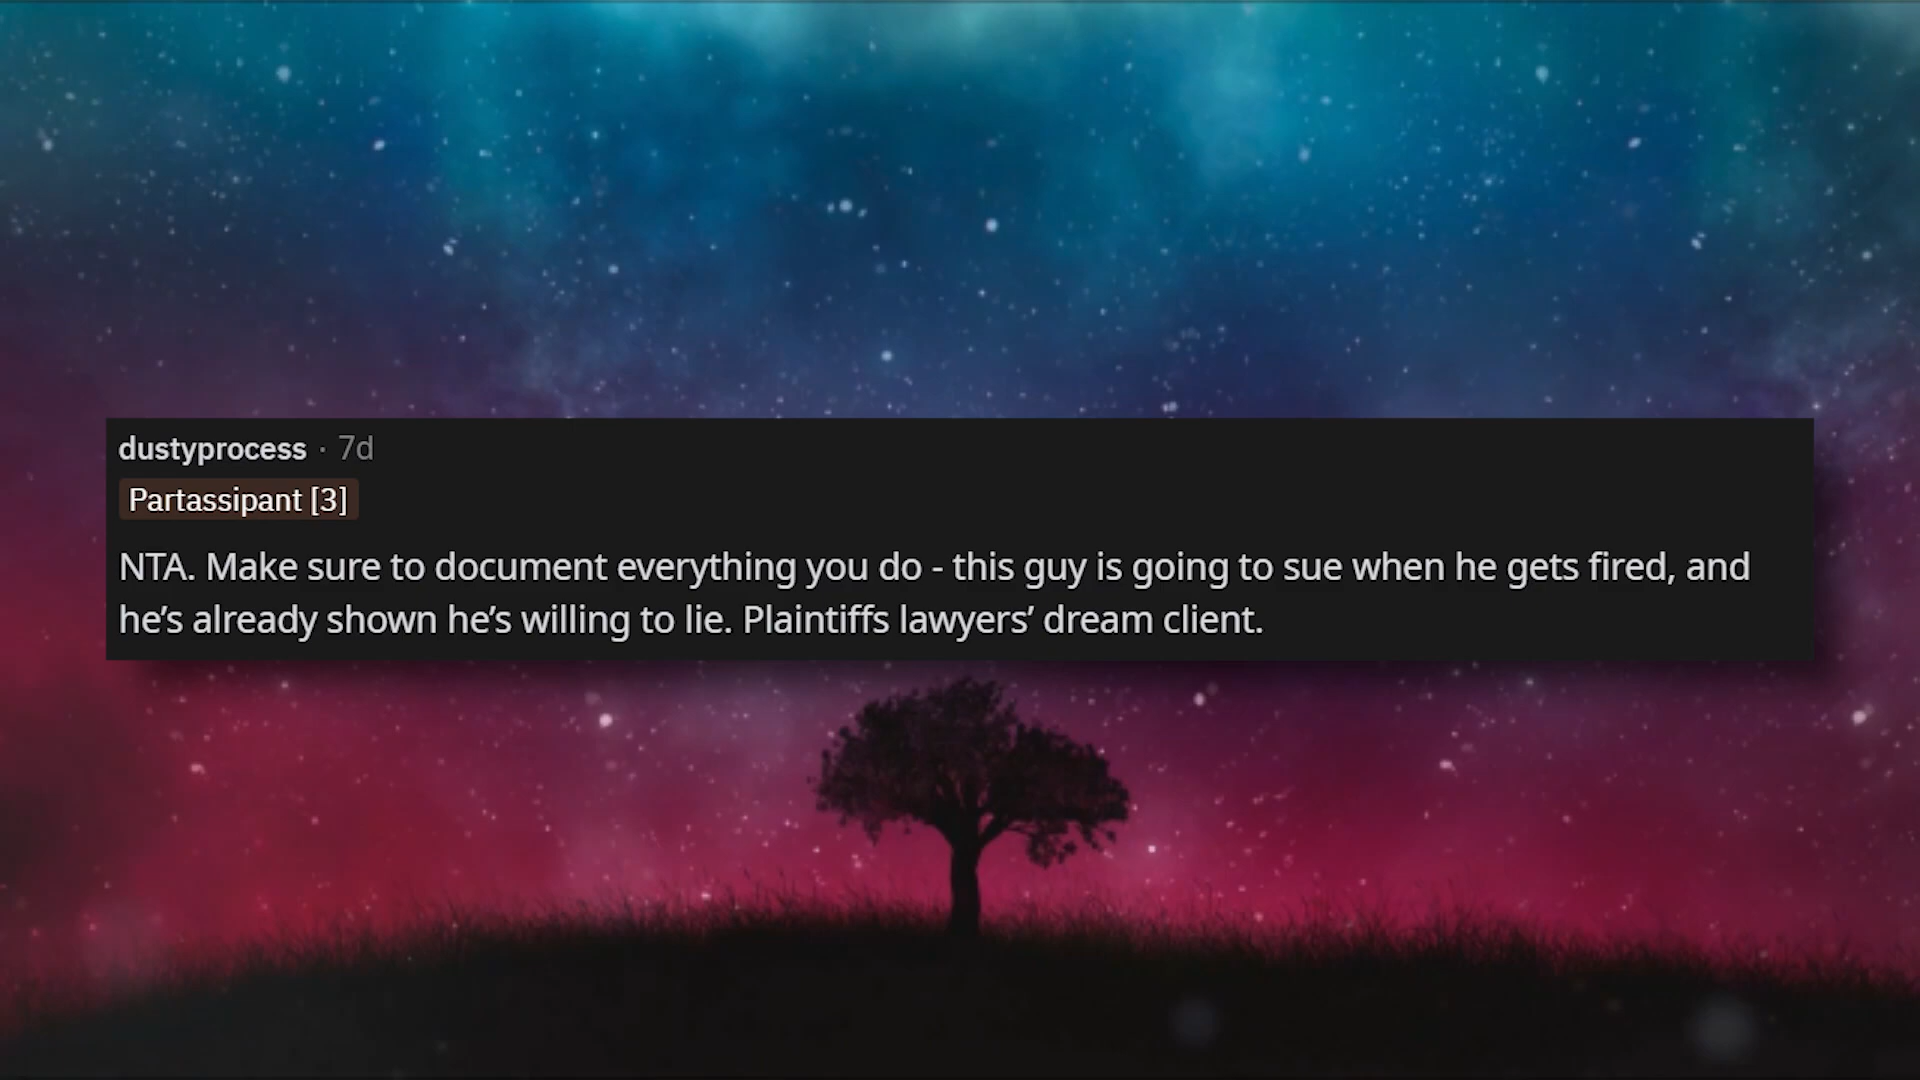 dustyprocess · 7d
Partassipant [3]
NTA. Make sure to document everything you do - this guy is going to sue when he gets fired, and
he’s already shown he’s willing to lie. Plaintiffs lawyers’ dream client.